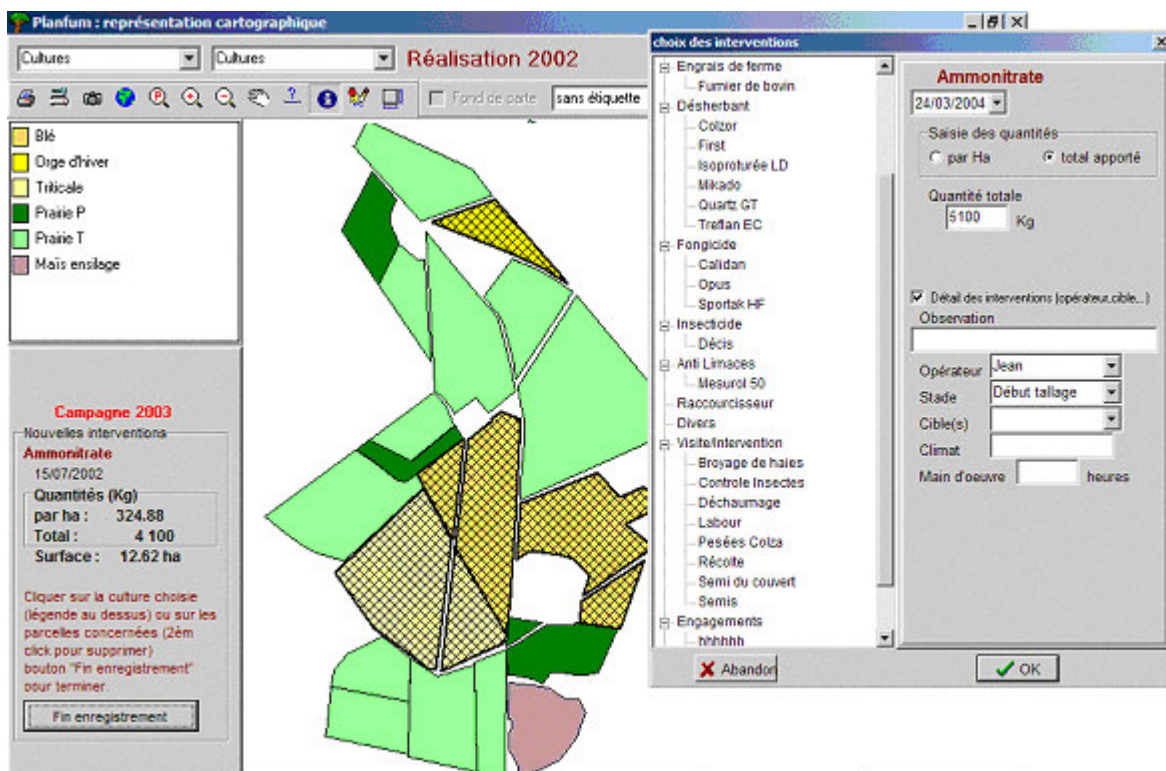 Planfum : représentation cartographique
Cultures
Cultures
Réalisation 2002
Fond de carte
sans étiquette
Blé
Orge d'hiver
Triticale
Prairie P
Prairie T
Maïs ensilage
Campagne 2003
Nouvelles interventions
Ammonitrate
15/07/2002
Quantités (Kg)
par ha : 324.88
Total : 4 100
Surface : 12.62 ha
Cliquer sur la culture choisie
(légende au dessus) ou sur les
parcelles concernées (2èm
click pour supprimer)
bouton "Fin enregistrement"
pour terminer.
Fin enregistrement
choix des interventions
Engrais de ferme
Fumier de bovin
Désherbant
Colzor
First
Isoproturée LD
Mikado
Quartz GT
Treflan EC
Fongicide
Calidan
Opus
Sportak HF
Insecticide
Décis
Anti Limaces
Mesurol 50
Raccourcisseur
Divers
Visite/Intervention
Broyage de haies
Controle Insectes
Déchaumage
Labour
Pesées Colza
Récolte
Semi du couvert
Semis
Engagements
hhhhhh
Abandon
Ammonitrate
24/03/2004
Saisie des quantités
par Ha
total apporté
Quantité totale
5100 Kg
Détail des interventions (opérateur,cible,..)
Observation
Opérateur Jean
Stade Début tallage
Cible(s)
Climat
Main d'oeuvre heures
OK